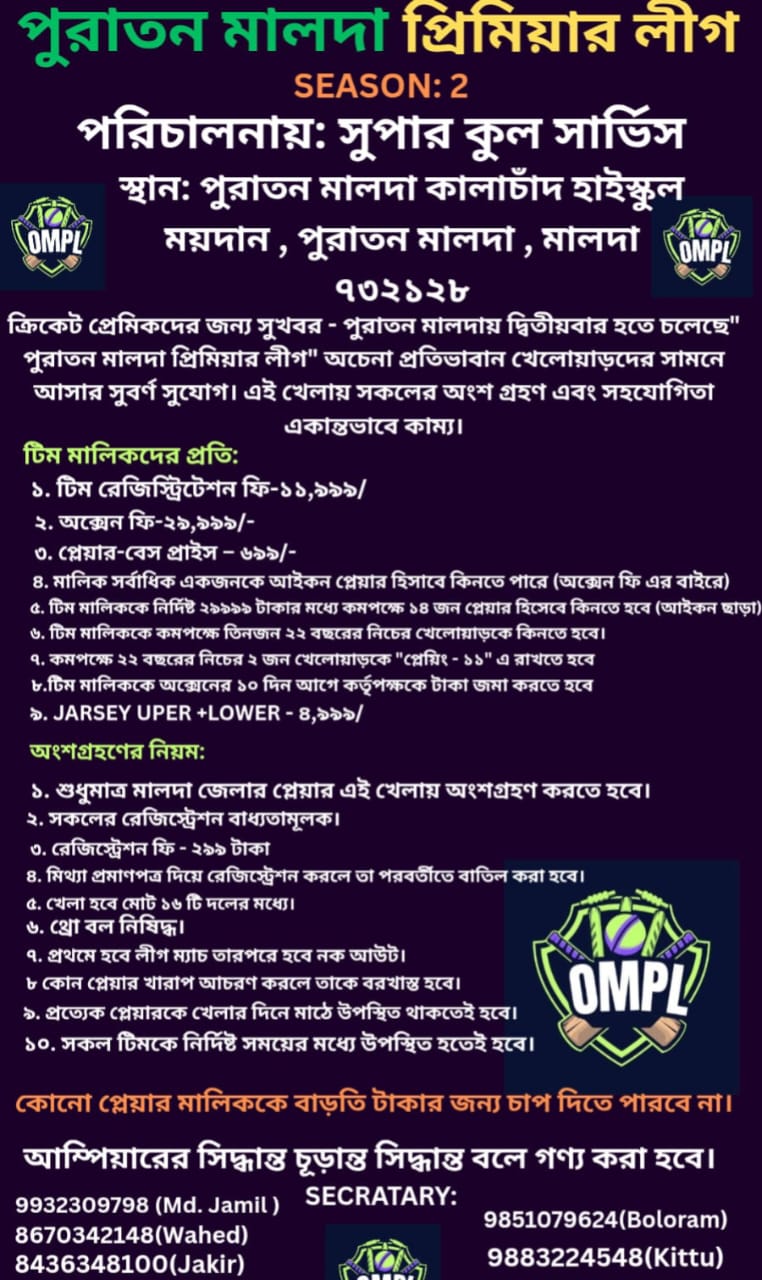 পুরাতন মালদা প্রিমিয়ার লীগ
SEASON: 2
পরিচালনায়: সুপার কুল সার্ভিস
স্থান: পুরাতন মালদা কালাচাঁদ হাইস্কুল
OMPL
ময়দান , পুরাতন মালদা , মালদা
OMPL
৭৩২১২৮
ক্রিকেট প্রেমিকদের জন্য সুখবর - পুরাতন মালদায় দ্বিতীয়বার হতে চলেছে"
পুরাতন মালদা প্রিমিয়ার লীগ" অচেনা প্রতিভাবান খেলোয়াড়দের সামনে
আসার সুবর্ণ সুযোগ। এই খেলায় সকলের অংশ গ্রহণ এবং সহযোগিতা
একান্তভাবে কাম্য।
টিম মালিকদের প্রতি:
১. টিম রেজিস্ট্রিটেশন ফি-১১,৯৯৯/
২. অক্সেন ফি-২৯,৯৯৯/-
৩. প্লেয়ার-বেস প্রাইস – ৬৯৯/-
৪. মালিক সর্বাধিক একজনকে আইকন প্লেয়ার হিসাবে কিনতে পারে (অক্সেন ফি এর বাইরে)
৫. টিম মালিককে নির্দিষ্ট ২৯৯৯৯ টাকার মধ্যে কমপক্ষে ১৪ জন প্লেয়ার হিসেবে কিনতে হবে (আইকন ছাড়া)
৬. টিম মালিককে কমপক্ষে তিনজন ২২ বছরের নিচের খেলোয়াড়কে কিনতে হবে।
৭. কমপক্ষে ২২ বছরের নিচের ২ জন খেলোয়াড়কে "প্লেয়িং - ১১" এ রাখতে হবে
৮.টিম মালিককে অক্সেনের ১০ দিন আগে কর্তৃপক্ষকে টাকা জমা করতে হবে
৯. JARSEY UPER +LOWER - ৪,৯৯৯/
অংশগ্রহণের নিয়ম:
১. শুধুমাত্র মালদা জেলার প্লেয়ার এই খেলায় অংশগ্রহণ করতে হবে।
২. সকলের রেজিস্ট্রেশন বাধ্যতামূলক।
৩. রেজিস্ট্রেশন ফি - ২৯৯ টাকা
৪. মিথ্যা প্রমাণপত্র দিয়ে রেজিস্ট্রেশন করলে তা পরবর্তীতে বাতিল করা হবে।
৫. খেলা হবে মোট ১৬ টি দলের মধ্যে।
৬. থ্রো বল নিষিদ্ধ।
৭. প্রথমে হবে লীগ ম্যাচ তারপরে হবে নক আউট।
৮ কোন প্লেয়ার খারাপ আচরণ করলে তাকে বরখাস্ত হবে।
OMPL
৯. প্রত্যেক প্লেয়ারকে খেলার দিনে মাঠে উপস্থিত থাকতেই হবে।
১০. সকল টিমকে নির্দিষ্ট সময়ের মধ্যে উপস্থিত হতেই হবে।
কোনো প্লেয়ার মালিককে বাড়তি টাকার জন্য চাপ দিতে পারবে না।
আম্পিয়ারের সিদ্ধান্ত চূড়ান্ত সিদ্ধান্ত বলে গণ্য করা হবে।
SECRATARY:
9932309798 (Md. Jamil )
8670342148(Wahed)
8436348100(Jakir)
9851079624(Boloram)
9883224548(Kittu)
OMPL